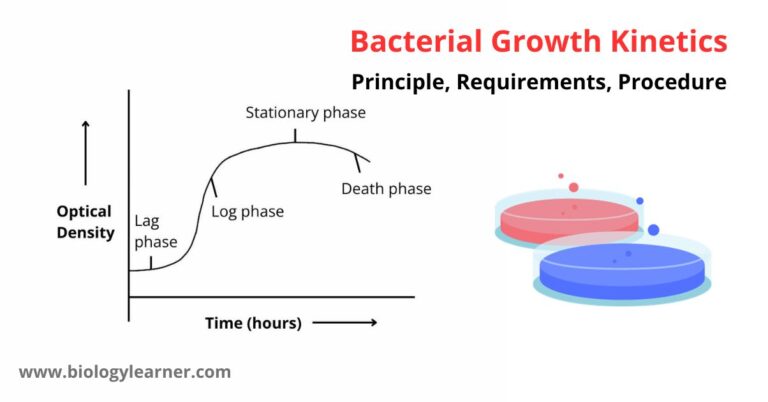 Bacterial Growth Kinetics
Principle, Requirements, Procedure
Stationary phase
Death phase
Log phase
Lag
phase
Optical
Density
Time (hours)
www.biologylearner.com